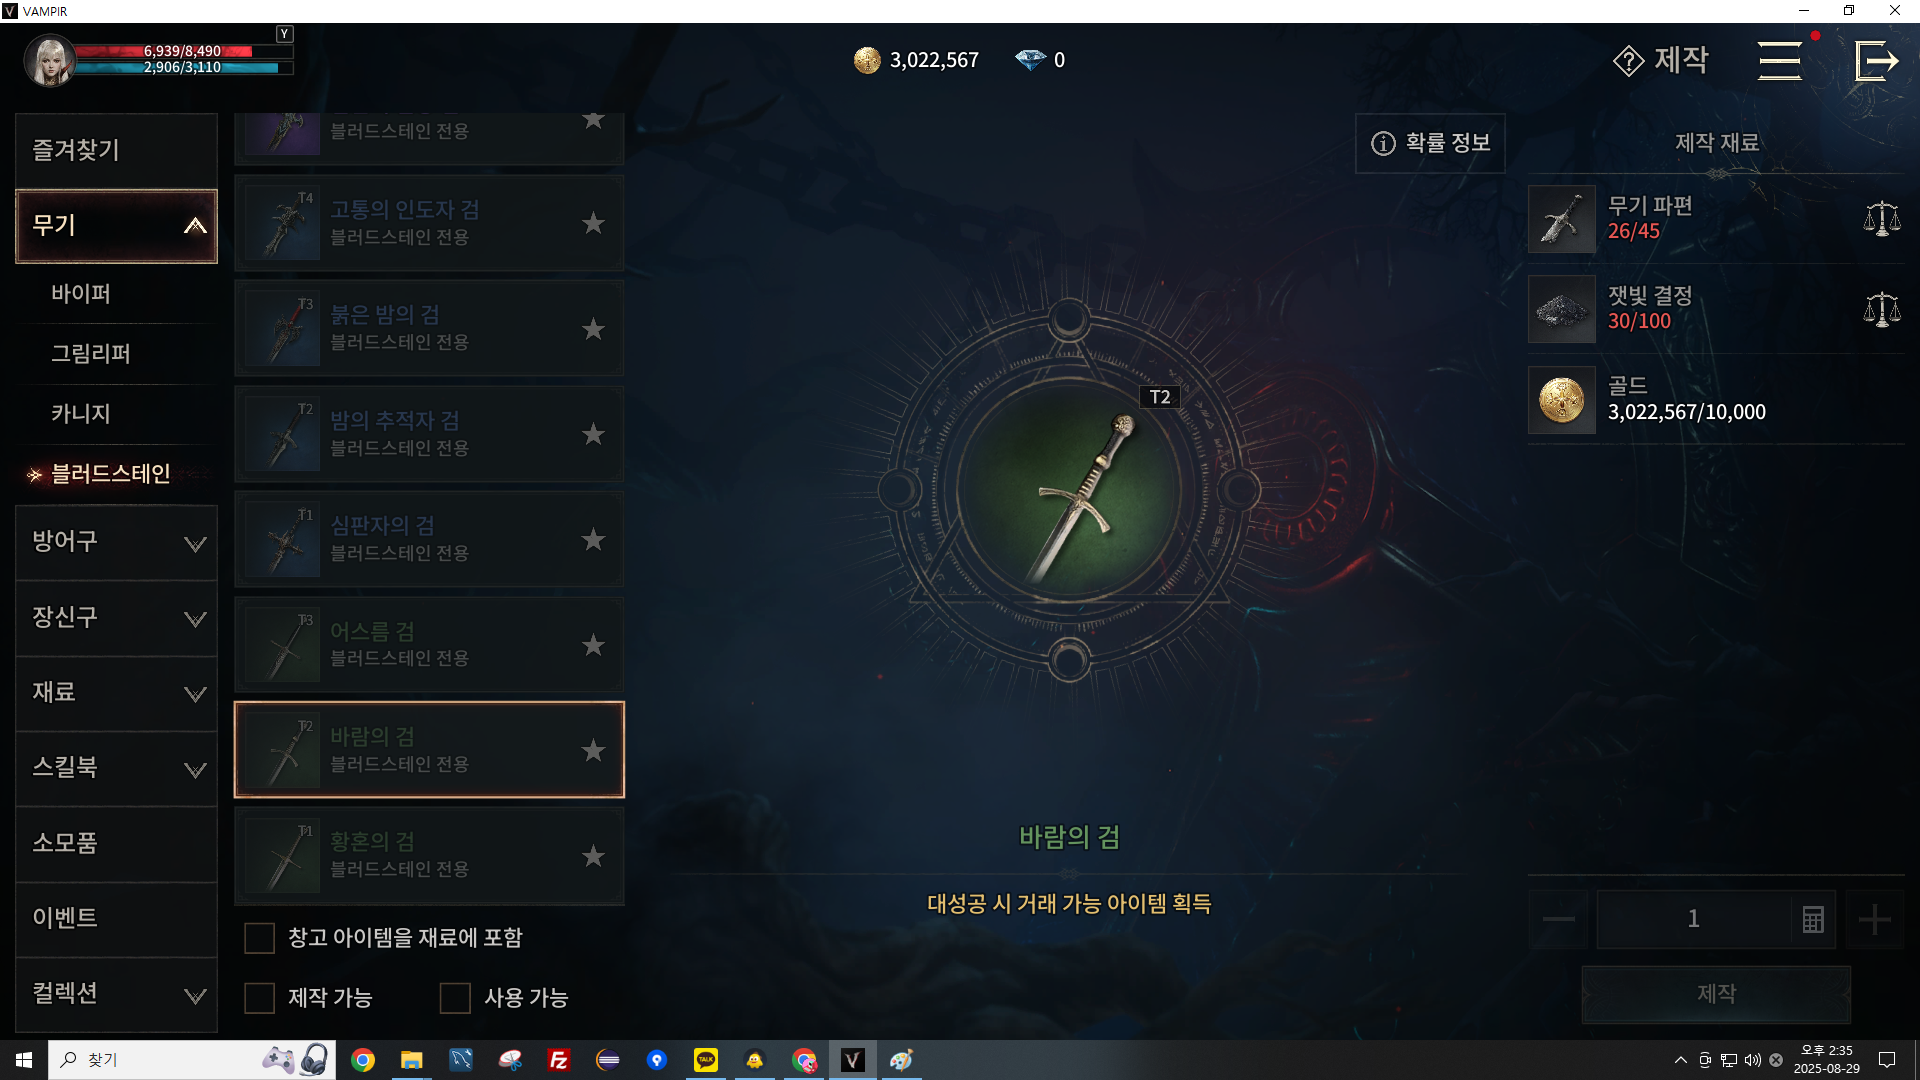 VAMPIR
6,939/8,490
2,906/3,110
Y
3,022,567
0
제작
즐겨찾기
무기
바이퍼
그림리퍼
카니지
블러드스테인
방어구
장신구
재료
스킬북
소모품
이벤트
컬렉션
블러드스테인 전용
T4
고통의 인도자 검
블러드스테인 전용
T3
붉은 밤의 검
블러드스테인 전용
T2
밤의 추적자 검
블러드스테인 전용
T1
심판자의 검
블러드스테인 전용
T3
어스름 검
블러드스테인 전용
T2
바람의 검
블러드스테인 전용
T1
황혼의 검
블러드스테인 전용
창고 아이템을 재료에 포함
제작 가능
사용 가능
확률 정보
T2
바람의 검
대성공 시 거래 가능 아이템 획득
제작 재료
무기 파편
26/45
잿빛 결정
30/100
골드
3,022,567/10,000
1
제작
찾기
TALK
오후 2:35
2025-08-29